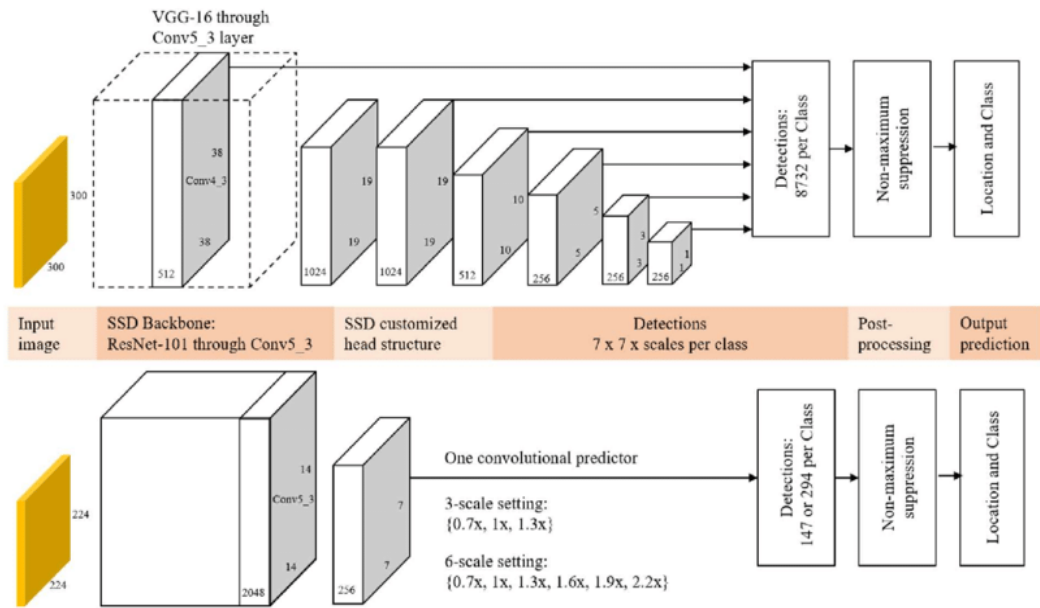 VGG-16 through
Conv5_3 layer
300
300
38
Conv4_3
38
512
19
19
1024
19
19
1024
10
10
512
5
5
256
3
3
256
1
1
256
Detections:
8732 per Class
Non-maximum
suppression
Location and Class
Input
image
SSD Backbone:
ResNet-101 through Conv5_3
SSD customized
head structure
Detections
7 x 7 x scales per class
Post-
processing
Output
prediction
224
224
14
Conv5_3
14
2048
7
7
256
One convolutional predictor
3-scale setting:
{0.7x, 1x, 1.3x}
6-scale setting:
{0.7x, 1x, 1.3x, 1.6x, 1.9x, 2.2x}
Detections:
147 or 294 per Class
Non-maximum
suppression
Location and Class